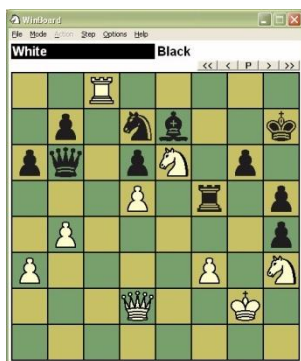 WinBoard
File Mode Action Step Options Help
White Black
<< < P > >>